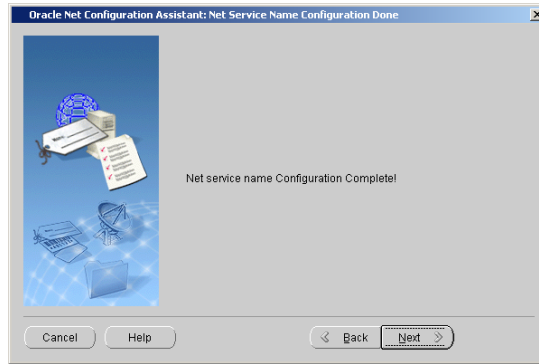 Oracle Net Configuration Assistant: Net Service Name Configuration Done
Net service name Configuration Complete!
Cancel
Help
Back
Next